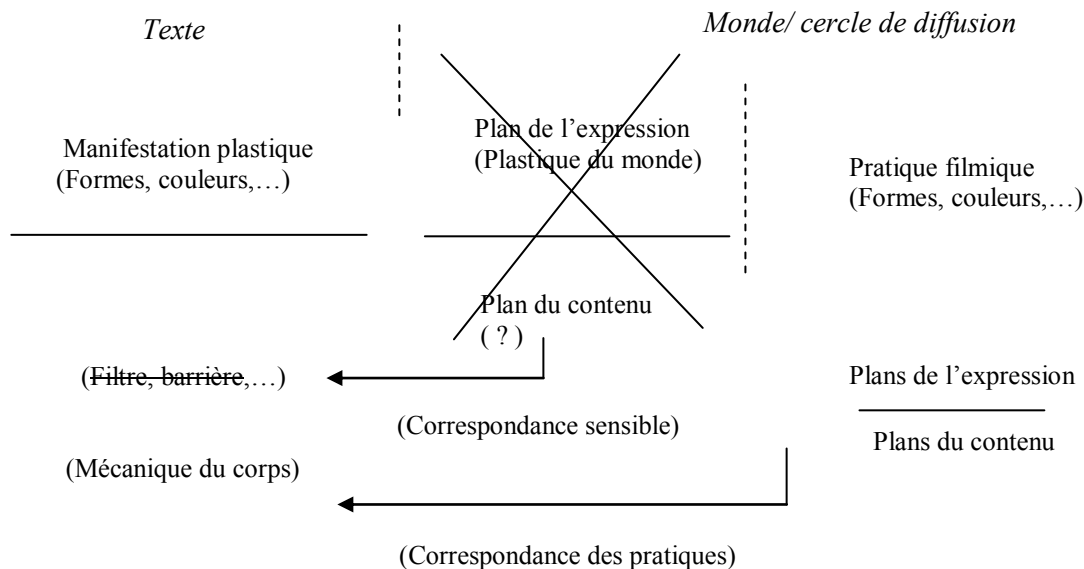 Texte
Monde/ cercle de diffusion
Manifestation plastique
(Formes, couleurs,…)
Plan de l’expression
(Plastique du monde)
Pratique filmique
(Formes, couleurs,…)
Plan du contenu
( ? )
(Filtre, barrière,…)
(Correspondance sensible)
Plans de l’expression
Plans du contenu
(Mécanique du corps)
(Correspondance des pratiques)